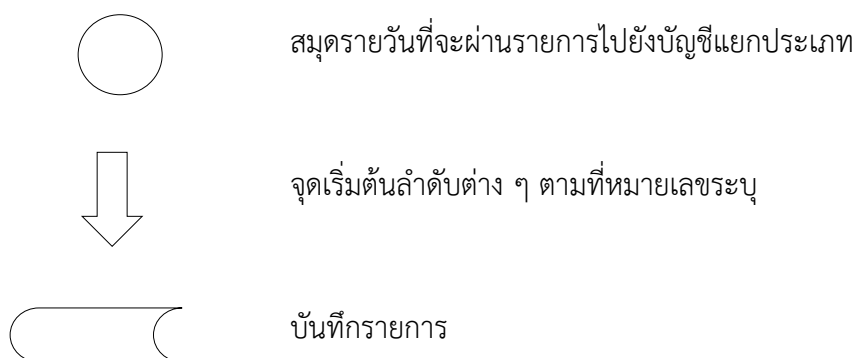 สมุดรายวันที่จะผ่านรายการไปยังบัญชีแยกประเภท
จุดเริ่มต้นลำดับต่าง ๆ ตามที่หมายเลขระบุ
บันทึกรายการ